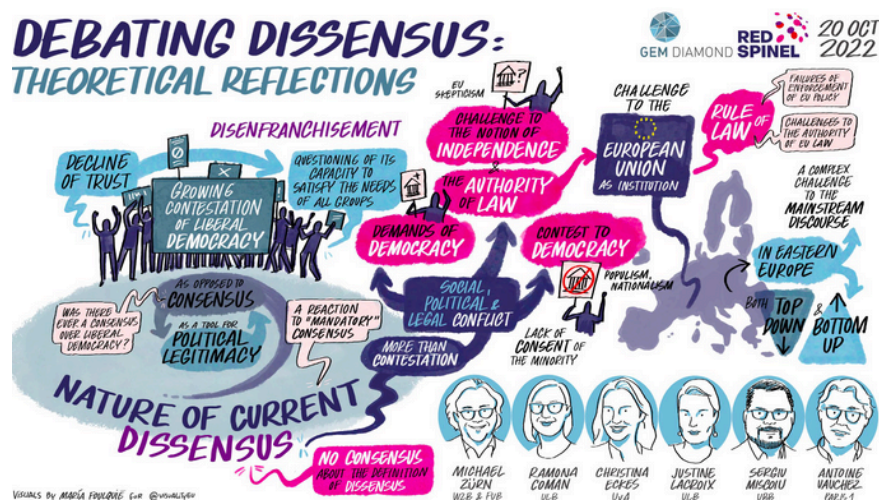 DEBATING DISSENSUS:
THEORETICAL REFLECTIONS
GEM DIAMOND
RED
SPINEL
20 OCT
2022
DISENFRANCHISEMENT
DECLINE
OF TRUST
GROWING
CONTESTATION
OF LIBERAL
DEMOCRACY
QUESTIONING OF ITS
CAPACITY TO
SATISFY THE NEEDS
OF ALL GROUPS
EU
SKEPTICISM
?
CHALLENGE TO
THE NOTION OF
INDEPENDENCE
&
THE AUTHORITY
OF LAW
DEMANDS OF
DEMOCRACY
CONTEST TO
DEMOCRACY
POPULISM,
NATIONALISM
LACK OF
CONSENT OF
THE MINORITY
CHALLENGE
TO THE
EUROPEAN
UNION
AS INSTITUTION
RULE
OF
LAW
FAILURES OF
ENFORCEMENT
OF EU POLICY
CHALLENGES TO
THE AUTHORITY
OF EU LAW
A COMPLEX
CHALLENGE
TO THE
MAINSTREAM
DISCOURSE
IN EASTERN
EUROPE
BOTH
TOP
DOWN
&
BOTTOM
UP
AS OPPOSED TO
CONSENSUS
WAS THERE
EVER A CONSENSUS
OVER LIBERAL
DEMOCRACY?
AS A TOOL FOR
POLITICAL
LEGITIMACY
A REACTION
TO "MANDATORY"
CONSENSUS
SOCIAL,
POLITICAL &
LEGAL CONFLICT
MORE THAN
CONTESTATION
NATURE OF CURRENT
DISSENSUS
NO CONSENSUS
ABOUT THE DEFINITION
OF DISSENSUS
MICHAEL
ZÜRN
WZB & FUB
RAMONA
COMAN
ULB
CHRISTINA
ECKES
UvA
JUSTINE
LACROIX
ULB
SERGIU
MISCOIU
UBB
ANTOINE
VAUCHEZ
PARIS 1
VISUALS BY MARÍA FOULQUIÉ FOR @VISUALITYEU